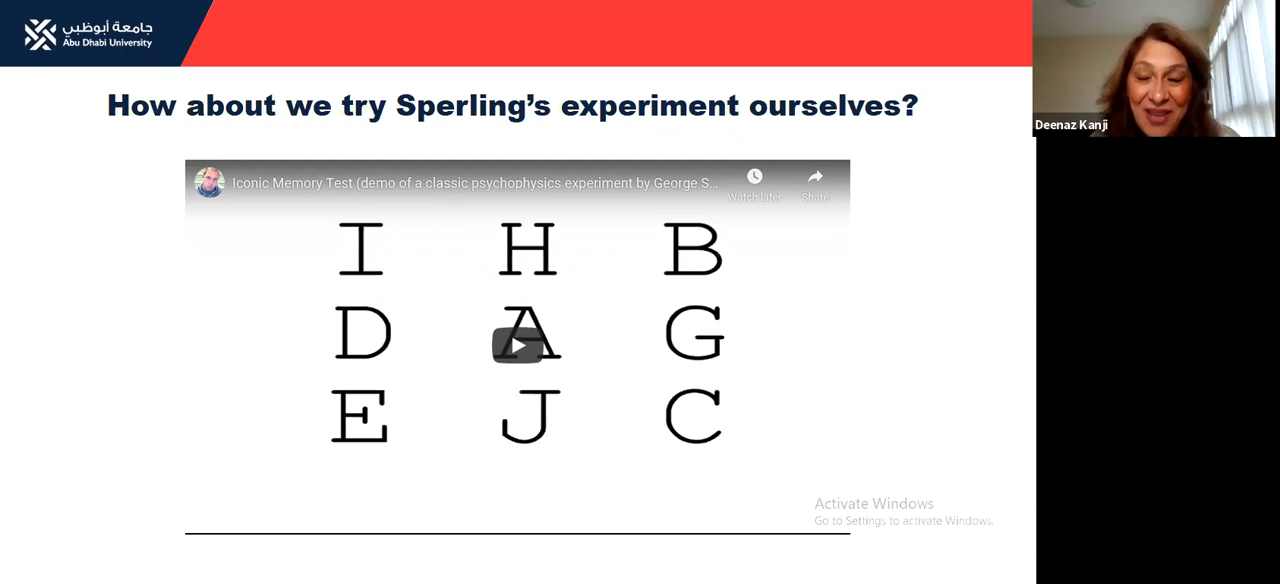 جامعة أبوظبي
Abu Dhabi University
How about we try Sperling's experiment ourselves?
Deenaz Kanji
Iconic Memory Test (demo of a classic psychophysics experiment by George S...
Watch later
Share
I H B
D A G
E J C
Activate Windows
Go to Settings to activate Windows.